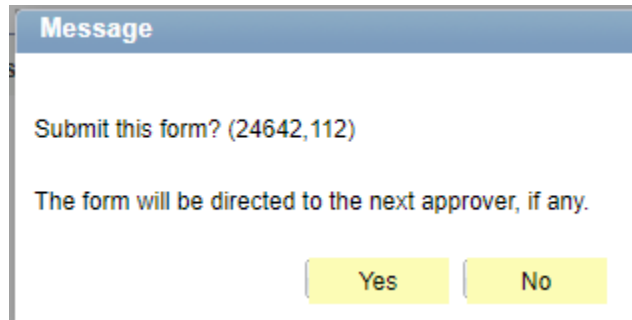 Message
Submit this form? (24642,112)
The form will be directed to the next approver, if any.
Yes No